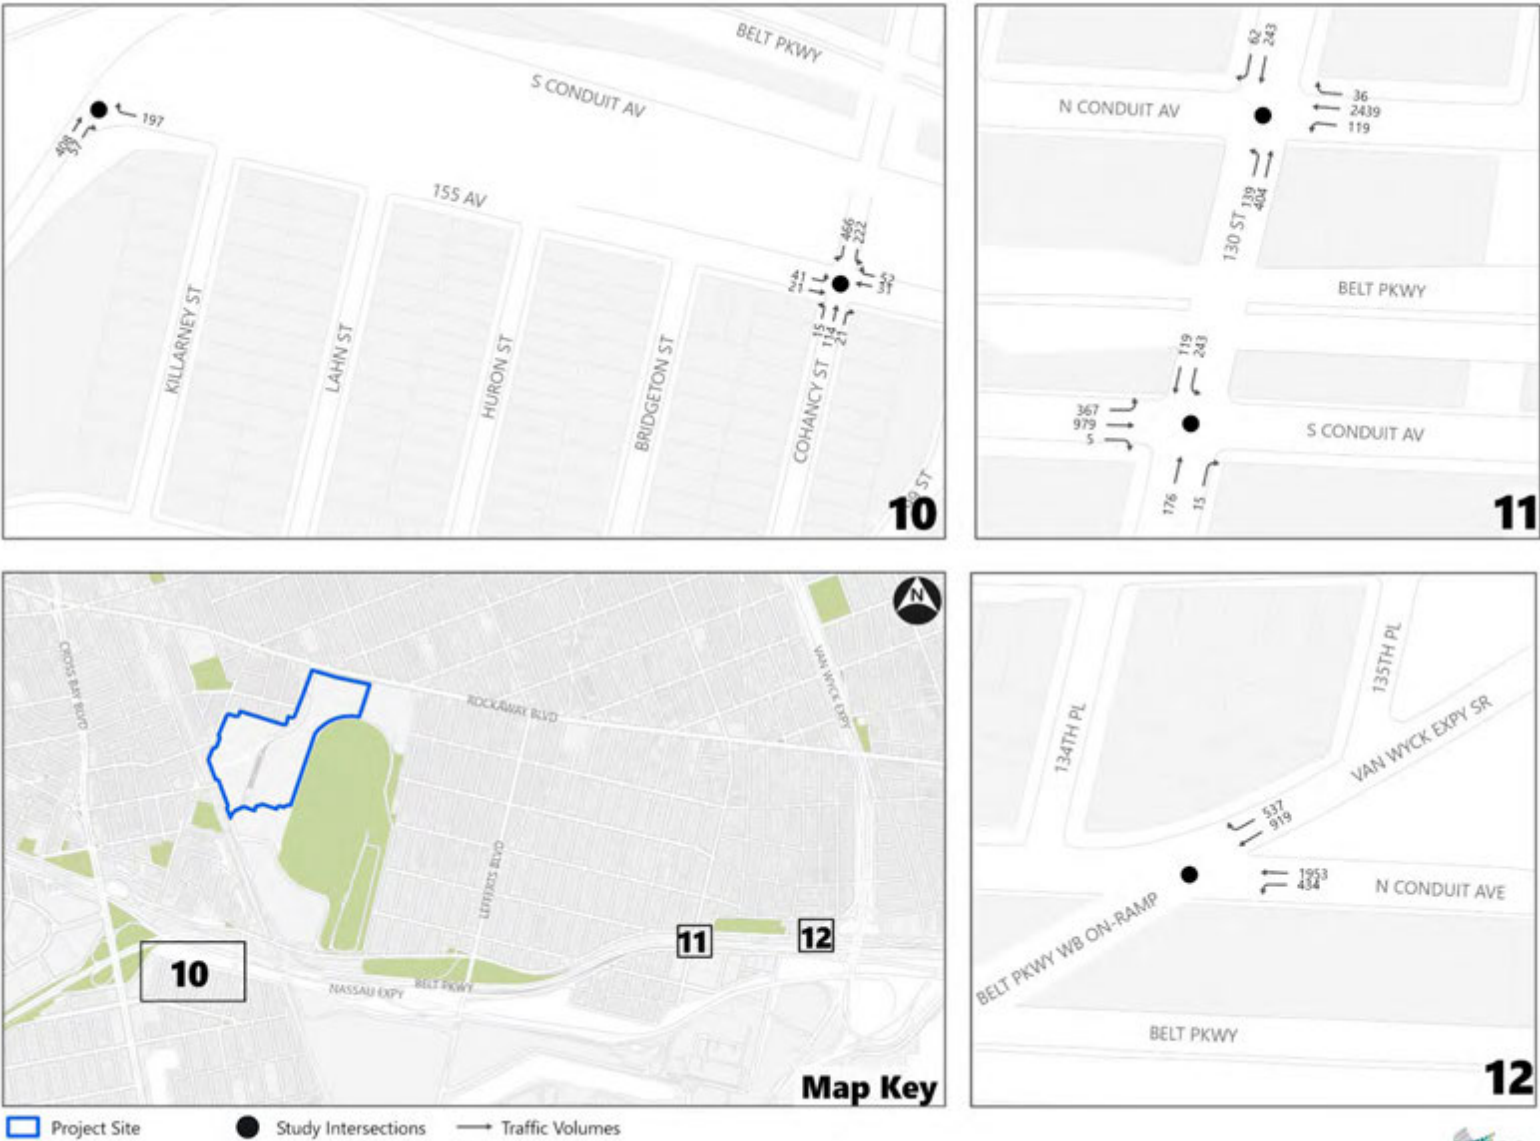 BELT PKWY
S CONDUIT AV
197
408
37
155 AV
466
222
41
21
52
31
15
114
21
KILLARNEY ST
LAHN ST
HURON ST
BRIDGETON ST
COHANCY ST
10
62
243
N CONDUIT AV
36
2439
119
139
404
130 ST
BELT PKWY
119
243
367
979
5
S CONDUIT AV
176
15
11
N
CROSS BAY BLVD
ROCKAWAY BLVD
VAN WYCK EXPY
LEFFERTS BLVD
11
12
10
NASSAU EXPY
BELT PKWY
Map Key
134TH PL
135TH PL
VAN WYCK EXPY SR
537
919
1953
434
N CONDUIT AVE
BELT PKWY WB ON-RAMP
BELT PKWY
12
Project Site
Study Intersections
Traffic Volumes